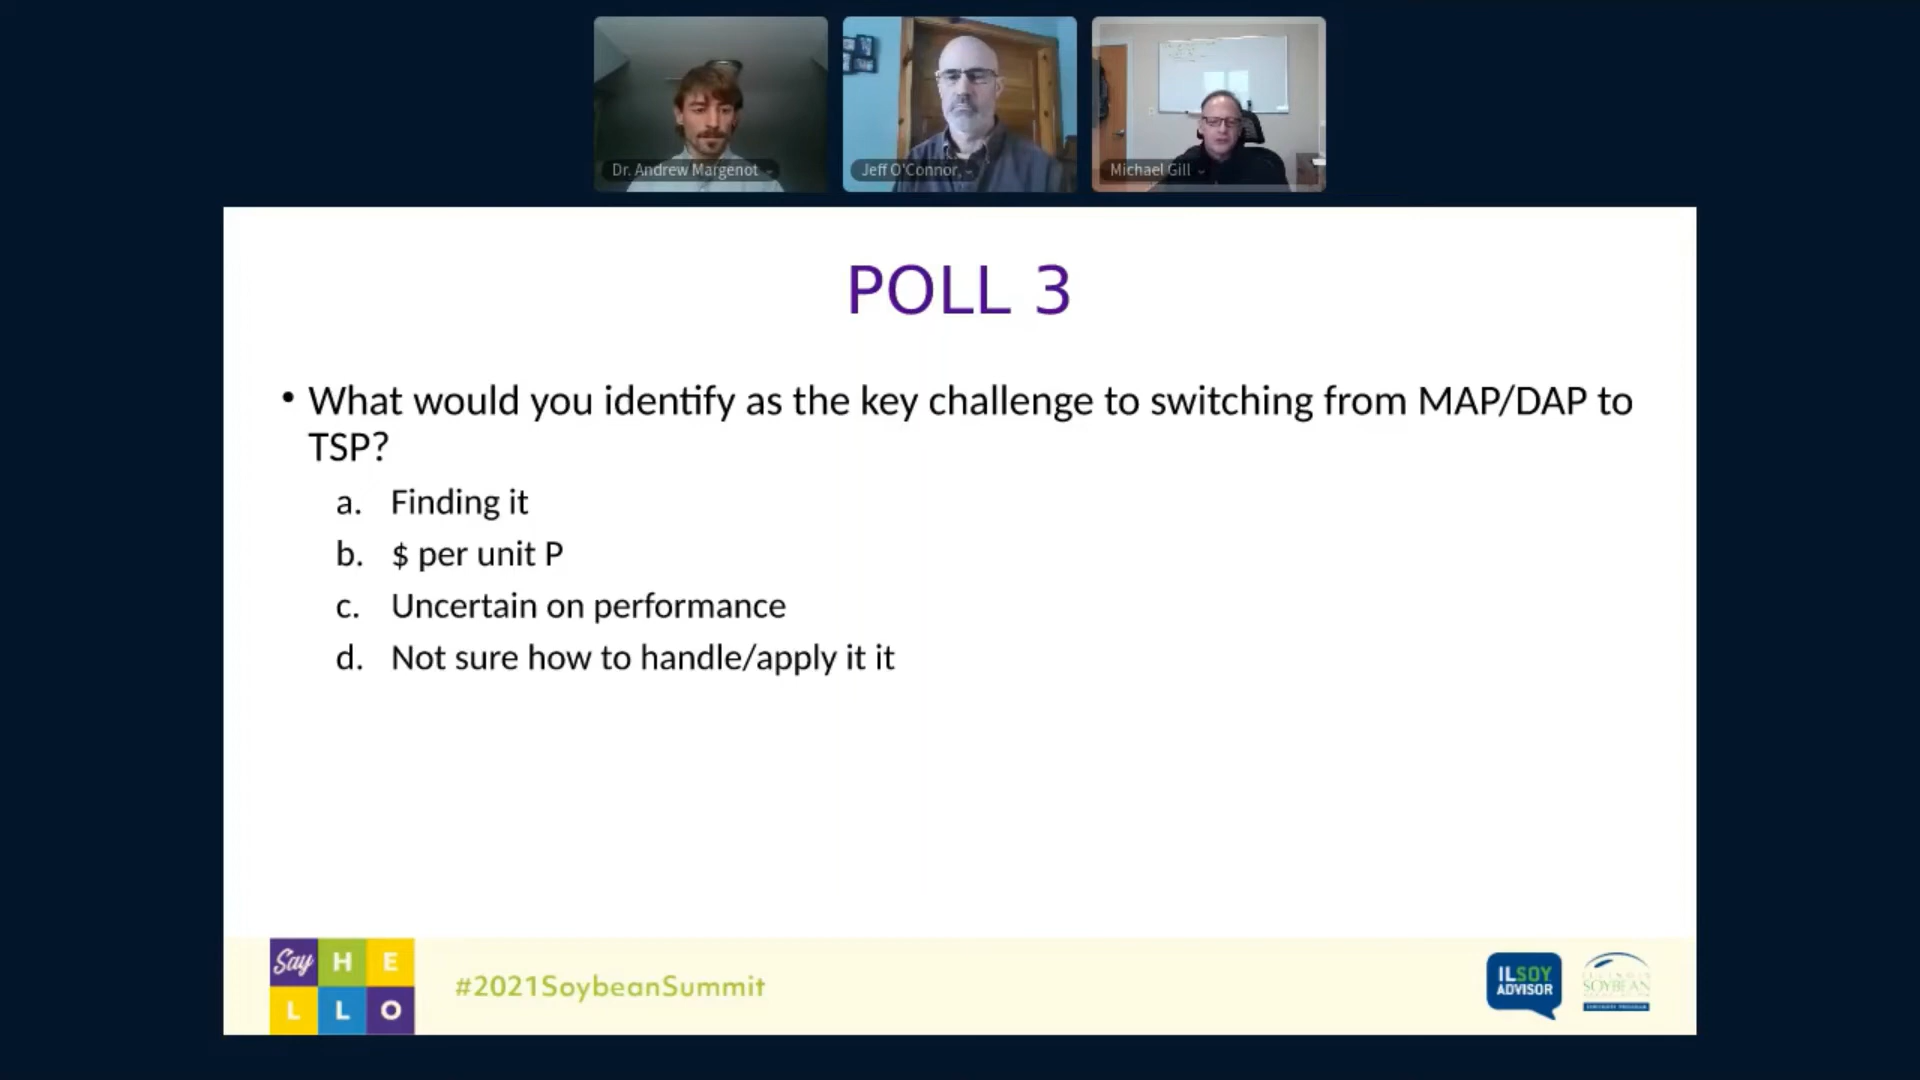 Dr. Andrew Margenot
Jeff O'Connor
Michael Gill
POLL 3
• What would you identify as the key challenge to switching from MAP/DAP to
TSP?
a. Finding it
b. $ per unit P
c. Uncertain on performance
d. Not sure how to handle/apply it it
Say H E
L L O
#2021SoybeanSummit
ILSOY
ADVISOR
ILLINOIS
SOYBEAN